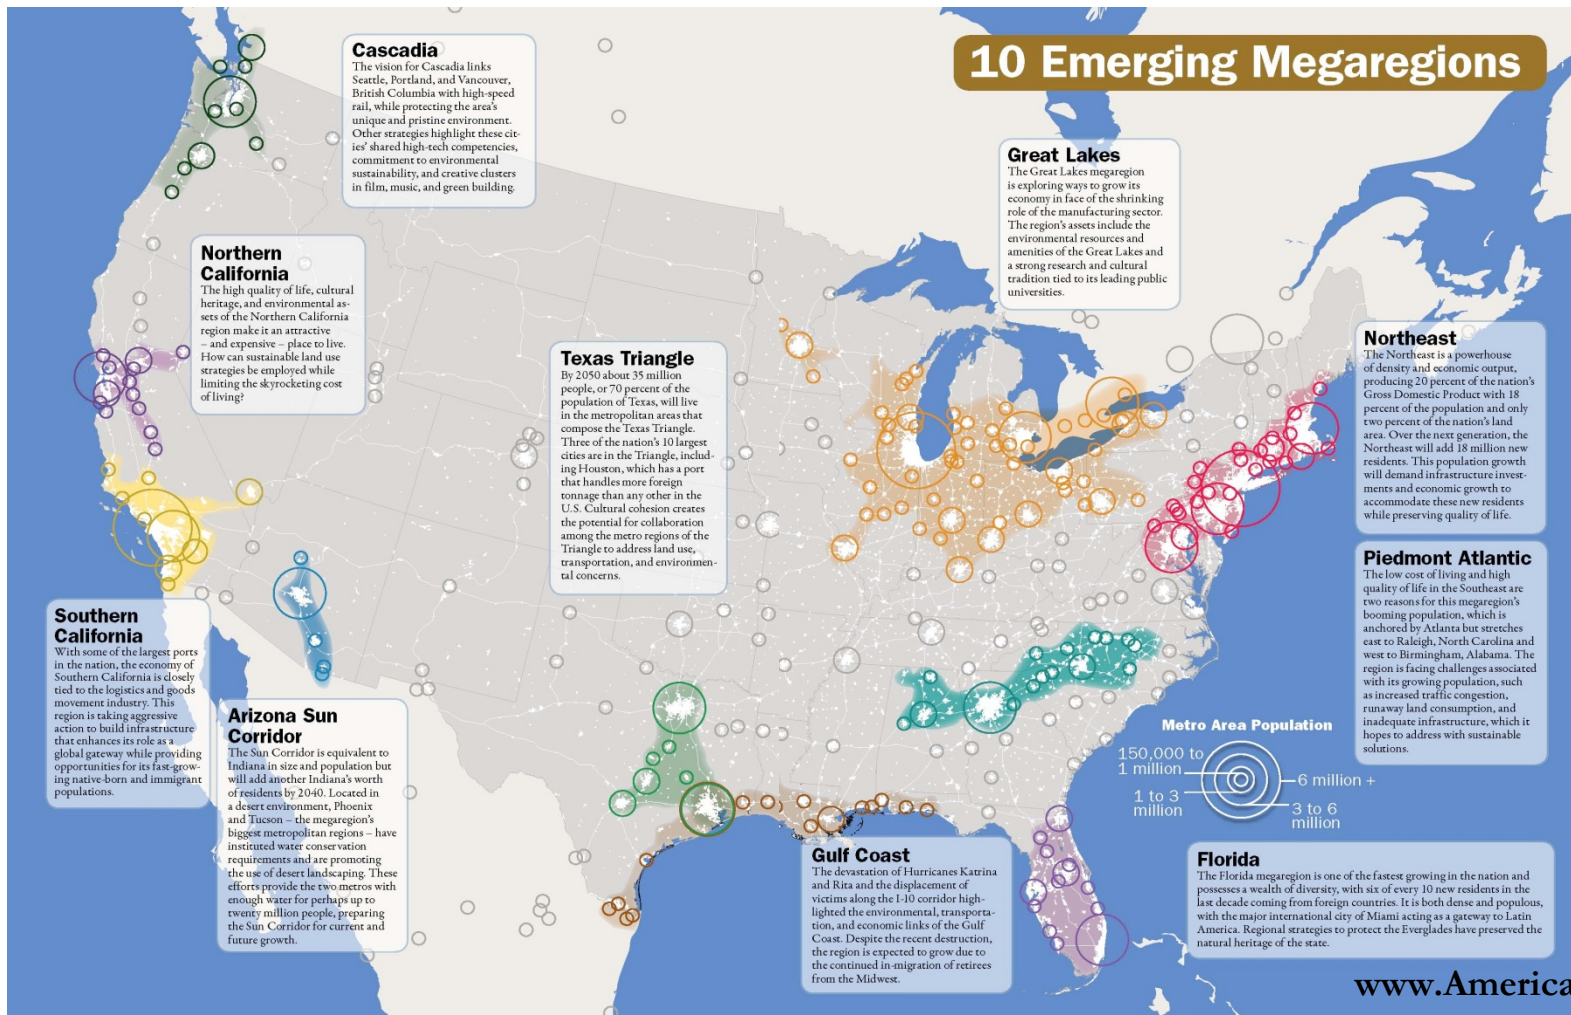 10 Emerging Megaregions
Cascadia
The vision for Cascadia links
Seattle, Portland, and Vancouver,
British Columbia with high-speed
rail, while protecting the area's
unique and pristine environment.
Other strategies highlight these cit-
ies' shared high-tech competencies,
commitment to environmental
sustainability, and creative clusters
in film, music, and green building.
Great Lakes
The Great Lakes megaregion
is exploring ways to grow its
economy in face of the shrinking
role of the manufacturing sector.
The region's assets include the
environmental resources and
amenities of the Great Lakes and
a strong research and cultural
tradition tied to its leading public
universities.
Northern
California
The high quality of life, cultural
heritage, and environmental as-
sets of the Northern California
region make it an attractive
– and expensive – place to live.
How can sustainable land use
strategies be employed while
limiting the skyrocketing cost
of living?
Texas Triangle
By 2050 about 35 million
people, or 70 percent of the
population of Texas, will live
in the metropolitan areas that
compose the Texas Triangle.
Three of the nation's 10 largest
cities are in the Triangle, includ-
ing Houston, which has a port
that handles more foreign
tonnage than any other in the
U.S. Cultural cohesion creates
the potential for collaboration
among the metro regions of the
Triangle to address land use,
transportation, and environmen-
tal concerns.
Northeast
The Northeast is a powerhouse
of density and economic output,
producing 20 percent of the nation's
Gross Domestic Product with 18
percent of the population and only
two percent of the nation's land
area. Over the next generation, the
Northeast will add 18 million new
residents. This population growth
will demand infrastructure invest-
ments and economic growth to
accommodate these new residents
while preserving quality of life.
Piedmont Atlantic
The low cost of living and high
quality of life in the Southeast are
two reasons for this megaregion's
booming population, which is
anchored by Atlanta but stretches
east to Raleigh, North Carolina and
west to Birmingham, Alabama. The
region is facing challenges associated
with its growing population, such
as increased traffic congestion,
runaway land consumption, and
inadequate infrastructure, which it
hopes to address with sustainable
solutions.
Southern
California
With some of the largest ports
in the nation, the economy of
Southern California is closely
tied to the logistics and goods
movement industry. This
region is taking aggressive
action to build infrastructure
that enhances its role as a
global gateway while providing
opportunities for its fast-grow-
ing native-born and immigrant
populations.
Arizona Sun
Corridor
The Sun Corridor is equivalent to
Indiana in size and population but
will add another Indiana's worth
of residents by 2040. Located in
a desert environment, Phoenix
and Tucson – the megaregion's
biggest metropolitan regions – have
instituted water conservation
requirements and are promoting
the use of desert landscaping. These
efforts provide the two metros with
enough water for perhaps up to
twenty million people, preparing
the Sun Corridor for current and
future growth.
Metro Area Population
150,000 to
1 million
1 to 3
million
6 million +
3 to 6
million
Gulf Coast
The devastation of Hurricanes Katrina
and Rita and the displacement of
victims along the I-10 corridor high-
lighted the environmental, transporta-
tion, and economic links of the Gulf
Coast. Despite the recent destruction,
the region is expected to grow due to
the continued in-migration of retirees
from the Midwest.
Florida
The Florida megaregion is one of the fastest growing in the nation and
possesses a wealth of diversity, with six of every 10 new residents in the
last decade coming from foreign countries. It is both dense and populous,
with the major international city of Miami acting as a gateway to Latin
America. Regional strategies to protect the Everglades have preserved the
natural heritage of the state.
www.America